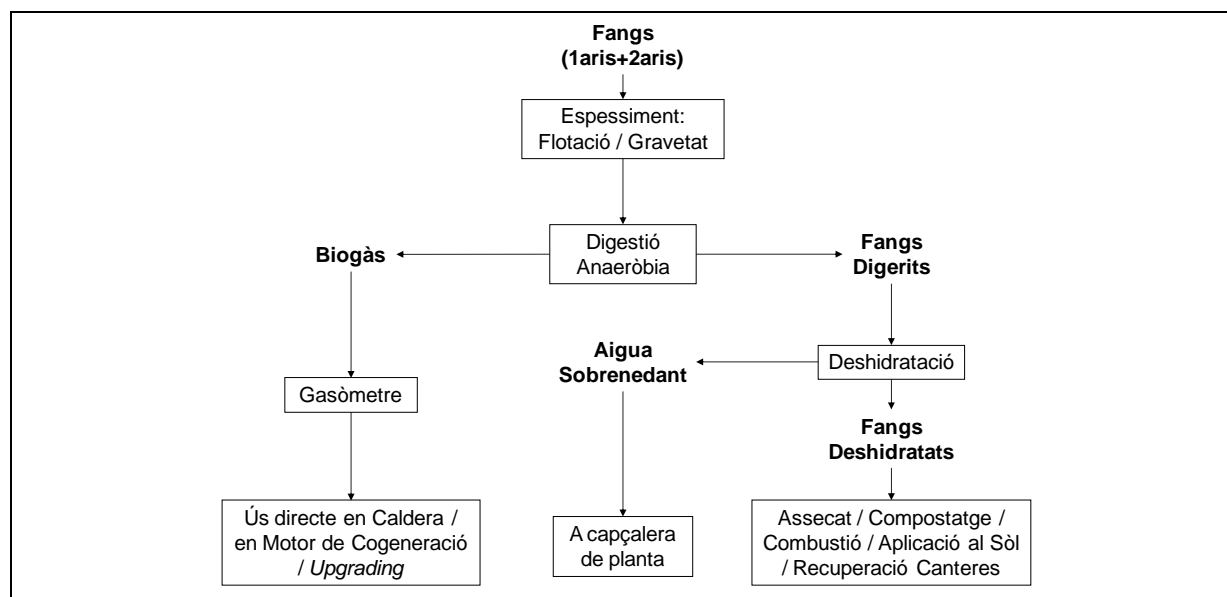 Fangs
(1aris+2aris)
Espessiment:
Flotació / Gravetat
Digestió
Anaeròbia
Biogàs
Fangs
Digerits
Aigua
Sobrenedant
Deshidratació
Gasòmetre
Fangs
Deshidratats
Ús directe en Caldera /
en Motor de Cogeneració
/ Upgrading
A capçalera
de planta
Assecat / Compostatge /
Combustió / Aplicació al Sòl
/ Recuperació Canteres